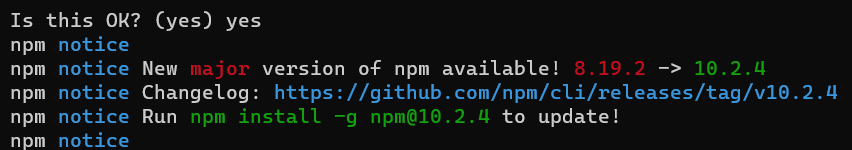 Is this OK? (yes) yes
npm notice
npm notice New major version of npm available! 8.19.2 -> 10.2.4
npm notice Changelog: https://github.com/npm/cli/releases/tag/v10.2.4
npm notice Run npm install -g npm@10.2.4 to update!
npm notice